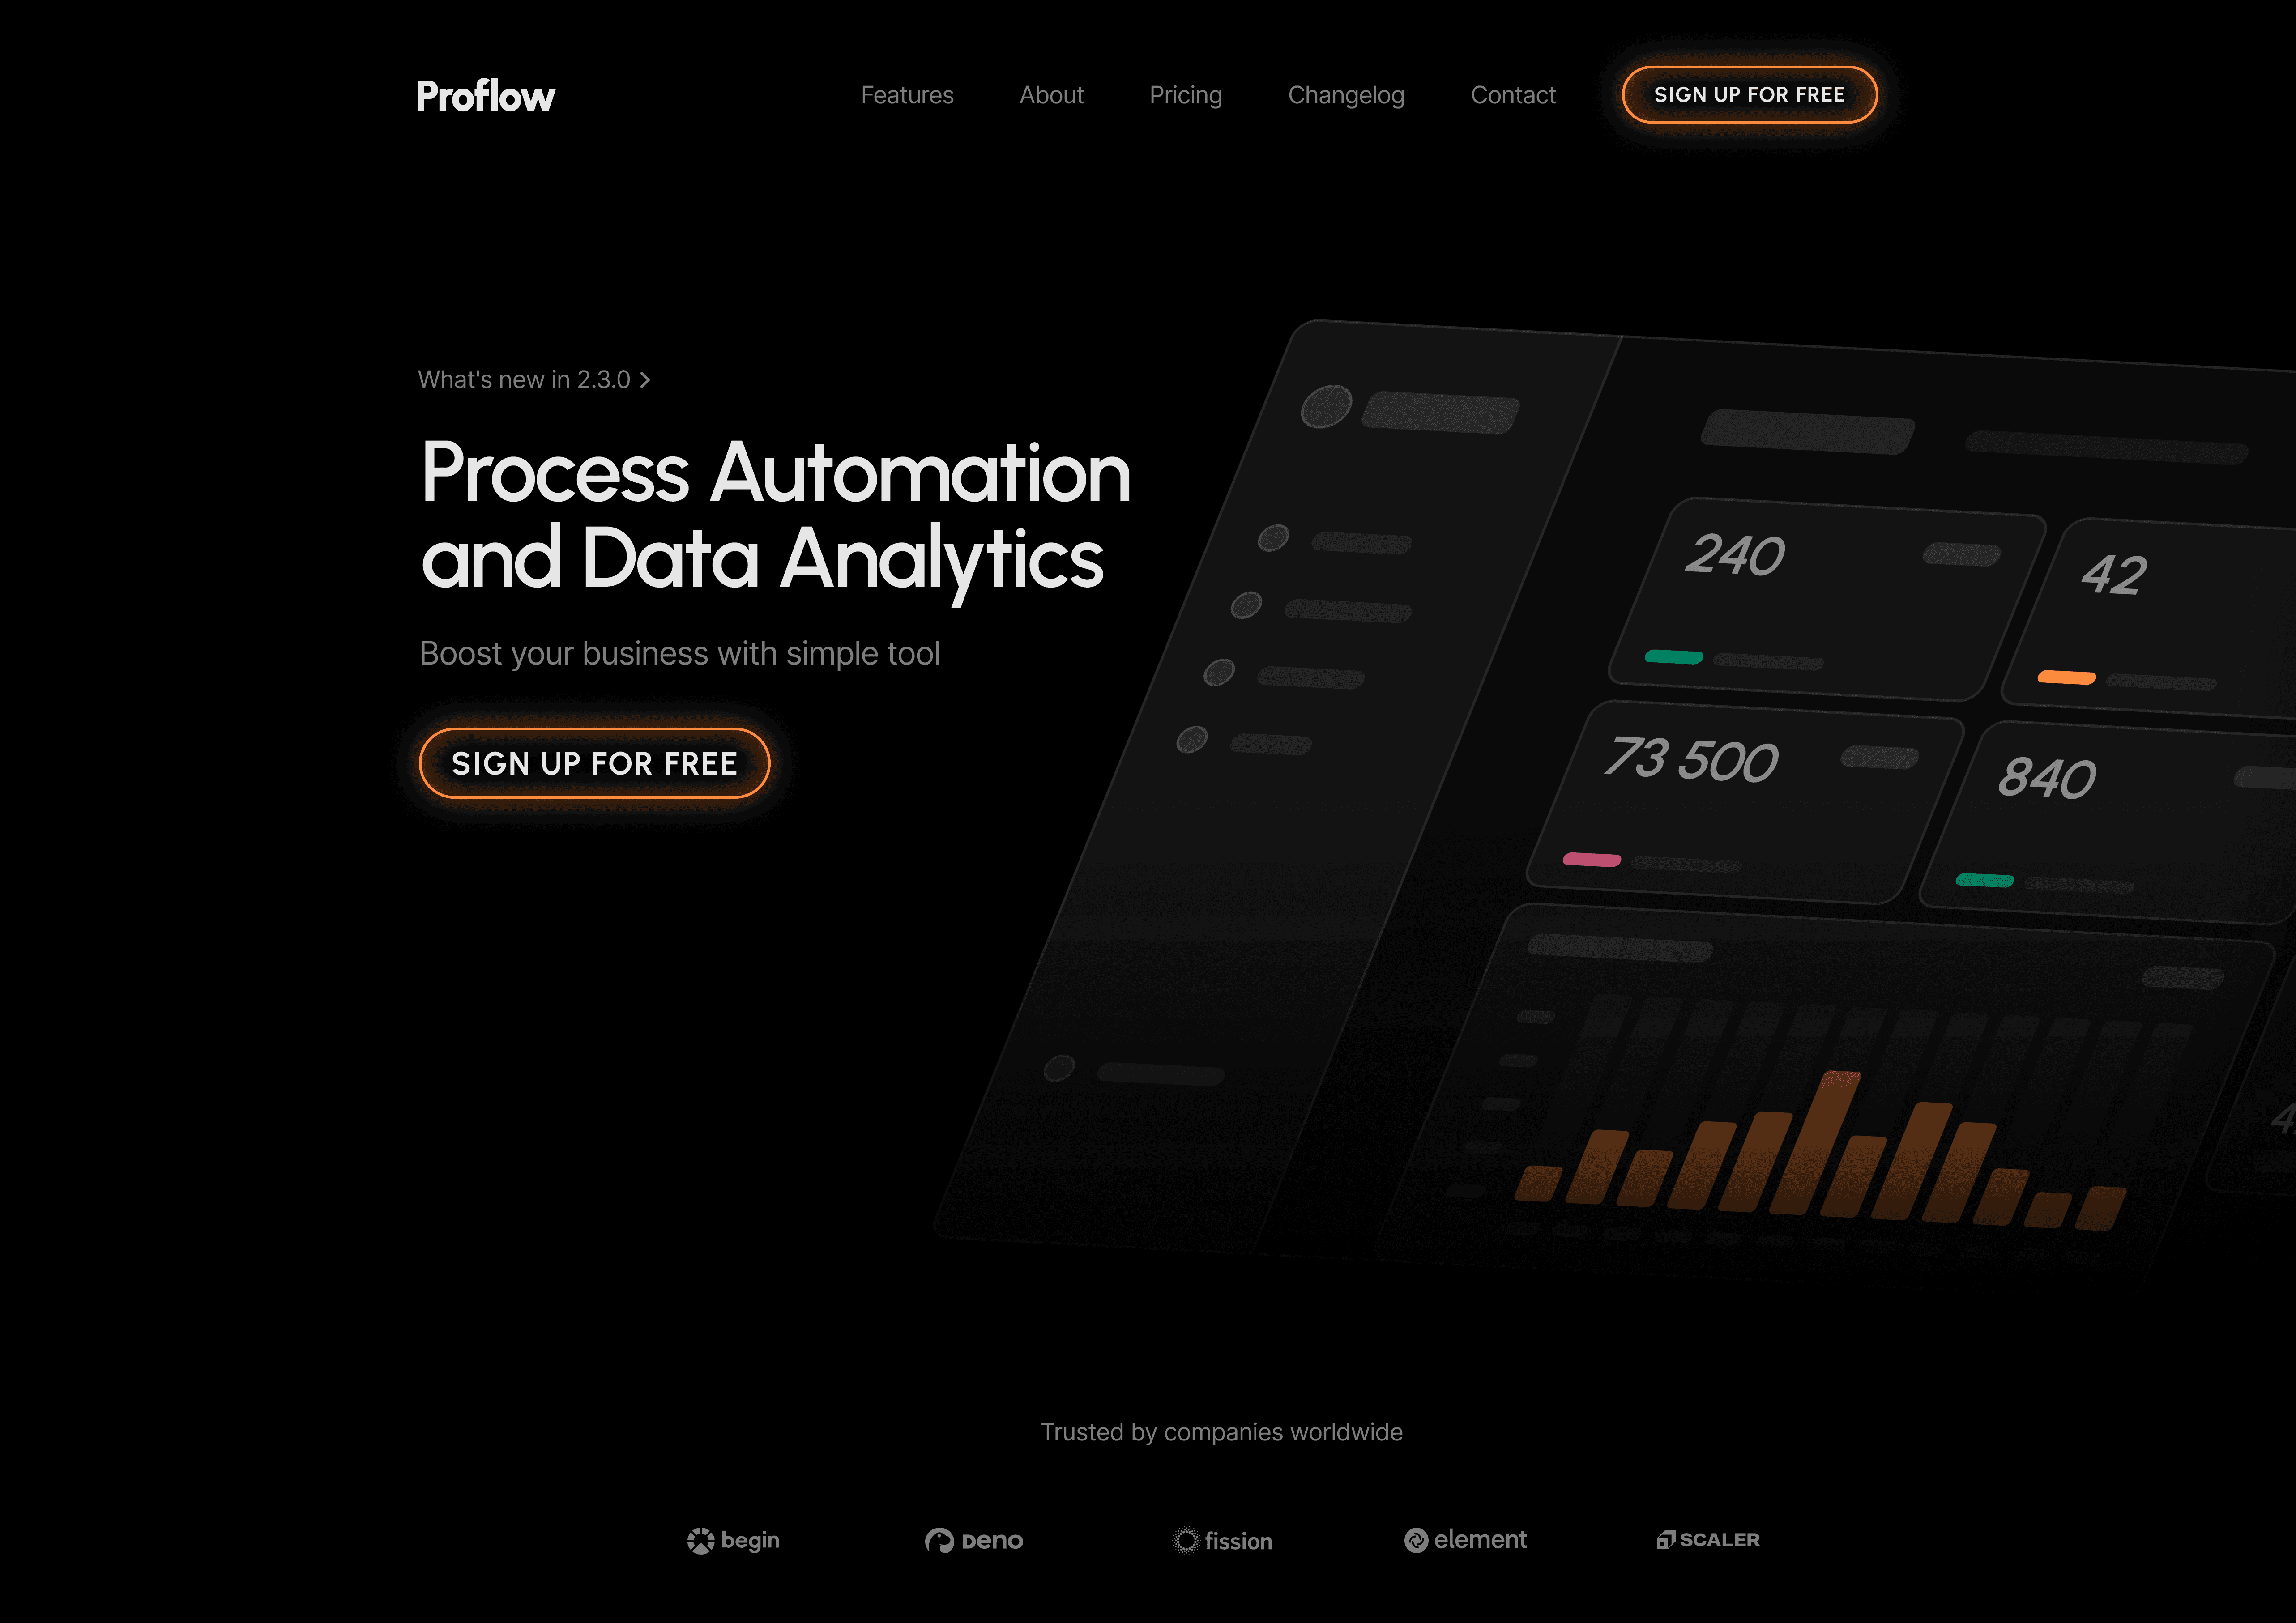 Proflow
Features About Pricing Changelog Contact SIGN UP FOR FREE
What's new in 2.3.0
Process Automation
and Data Analytics
Boost your business with simple tool
SIGN UP FOR FREE
240
42
73 500
840
Trusted by companies worldwide
begin DENO fission element SCALER